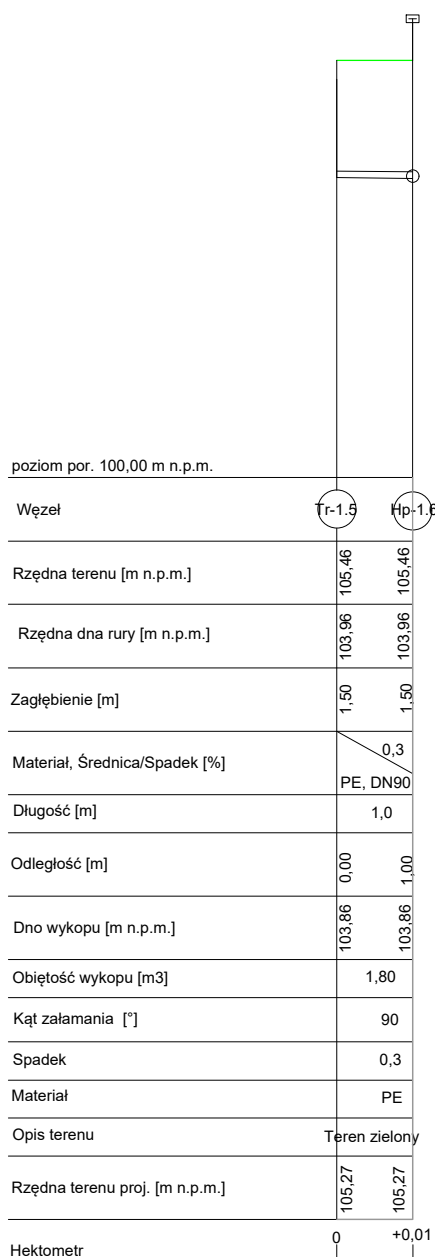 poziom por. 100,00 m n.p.m.
Węzeł Tr-1.5 Hp-1.6
Rzędna terenu [m n.p.m.] 105,46 105,46
Rzędna dna rury [m n.p.m.] 103,96 103,96
Zagłębienie [m] 1,50 1,50
Materiał, Średnica/Spadek [%] 0,3
PE, DN90
Długość [m] 1,0
Odległość [m] 0,00 1,00
Dno wykopu [m n.p.m.] 103,86 103,86
Obiętość wykopu [m3] 1,80
Kąt załamania [°] 90
Spadek 0,3
Materiał PE
Opis terenu Teren zielony
Rzędna terenu proj. [m n.p.m.] 105,27 105,27
Hektometr 0 +0,01